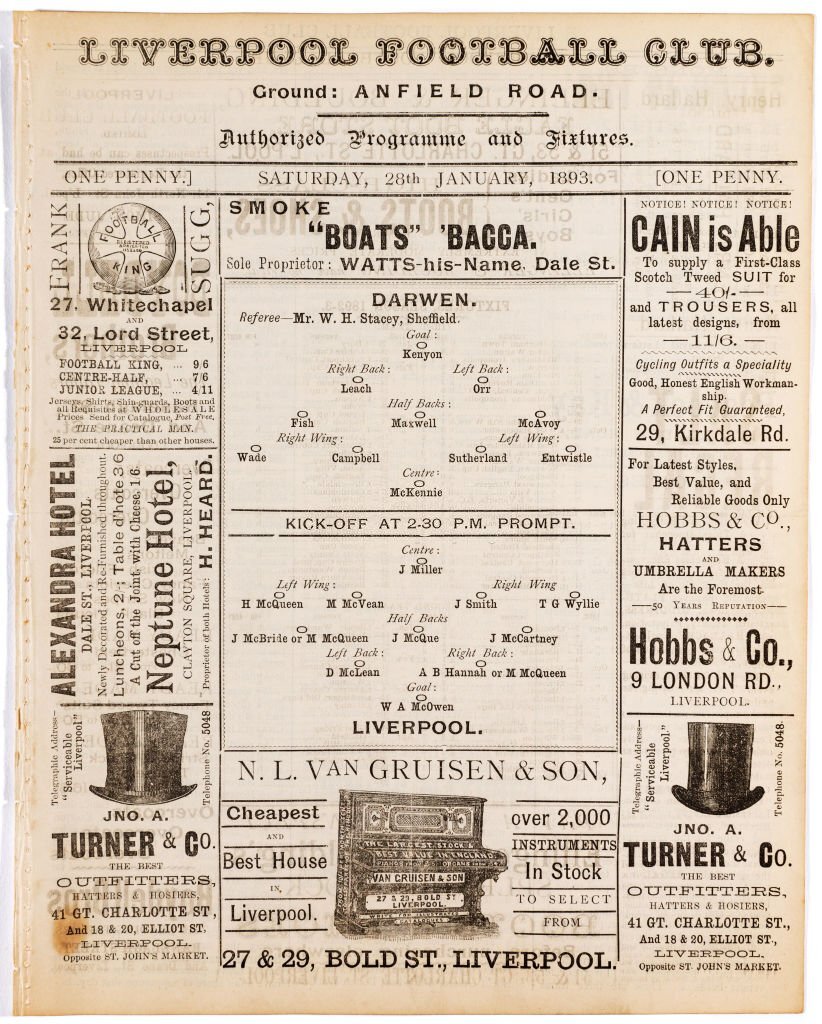 LIVERPOOL FOOTBALL CLUB.
Ground: ANFIELD ROAD.
Authorized Programme and Fixtures.
ONE PENNY.]
SATURDAY, 28th JANUARY, 1893.
[ONE PENNY.
FRANK
SUGG,
FOOTBALL
REGISTERED
KING
27, Whitechapel
AND
32, Lord Street,
LIVERPOOL
FOOTBALL KING, ... 9/6
CENTRE-HALF, ... 7/6
JUNIOR LEAGUE, ... 4/11
Jerseys, Shirts, Shin-guards, Boots and
all Requisites at WHOLESALE
Prices. Send for Catalogue, Post Free,
THE PRACTICAL MAN.
25 per cent cheaper than other houses.
ALEXANDRA HOTEL
DALE ST., LIVERPOOL
Newly Decorated and Re-Furnished throughout.
Luncheons, 2/-; Table d'hote 3 6
A Cut off the Joint, with Cheese, 1 6.
Neptune Hotel,
CLAYTON SQUARE, LIVERPOOL.
Proprietor of both Hotels: H. HEARD.
Telegraphic Address—
"Serviceable
Liverpool"
Telephone No. 5048
JNO. A.
TURNER & CO.
THE BEST
OUTFITTERS,
HATTERS & HOSIERS,
41 GT. CHARLOTTE ST,
And 18 & 20, ELLIOT ST,
LIVERPOOL.
Opposite ST. JOHN'S MARKET.
SMOKE
"BOATS" 'BACCA.
Sole Proprietor: WATTS-his-Name, Dale St.
DARWEN.
Referee—Mr. W. H. Stacey, Sheffield.
Goal:
Kenyon
Right Back: Left Back:
Leach Orr
Half Backs:
Fish Maxwell McAvoy
Right Wing: Left Wing:
Wade Campbell Sutherland Entwistle
Centre:
McKennie
KICK-OFF AT 2-30 P.M. PROMPT.
Centre:
J Miller
Left Wing: Right Wing
H McQueen M McVean J Smith T G Wyllie
Half Backs
J McBride or M McQueen J McQue J McCartney
Left Back: Right Back:
D McLean A B Hannah or M McQueen
Goal:
W A McOwen
LIVERPOOL.
N. L. VAN GRUISEN & SON,
Cheapest
AND
Best House
IN,
Liverpool.
THE LARGEST STOCK &
BEST VALUE IN ENGLAND
VAN GRUISEN & SON
27 & 29, BOLD ST
LIVERPOOL.
WRITE FOR ILLUSTRATED
over 2,000
INSTRUMENTS
In Stock
TO SELECT
FROM
27 & 29, BOLD ST., LIVERPOOL.
NOTICE! NOTICE! NOTICE!
CAIN is Able
To supply a First-Class
Scotch Tweed SUIT for
— 40/- —
and TROUSERS, all
latest designs, from
— 11/6. —
Cycling Outfits a Speciality
Good, Honest English Workman-
ship.
A Perfect Fit Guaranteed,
29, Kirkdale Rd.
For Latest Styles,
Best Value, and
Reliable Goods Only
HOBBS & CO.,
HATTERS
AND
UMBRELLA MAKERS
Are the Foremost.
—50 YEARS REPUTATION—
Hobbs & Co.,
9 LONDON RD.,
LIVERPOOL.
Telegraphic Address—
"Serviceable
Liverpool."
Telephone No. 5048.
JNO. A.
TURNER & Co.
THE BEST
OUTFITTERS,
HATTERS & HOSIERS,
41 GT. CHARLOTTE ST.,
And 18 & 20, ELLIOT ST.,
LIVERPOOL.
Opposite ST. JOHN'S MARKET.